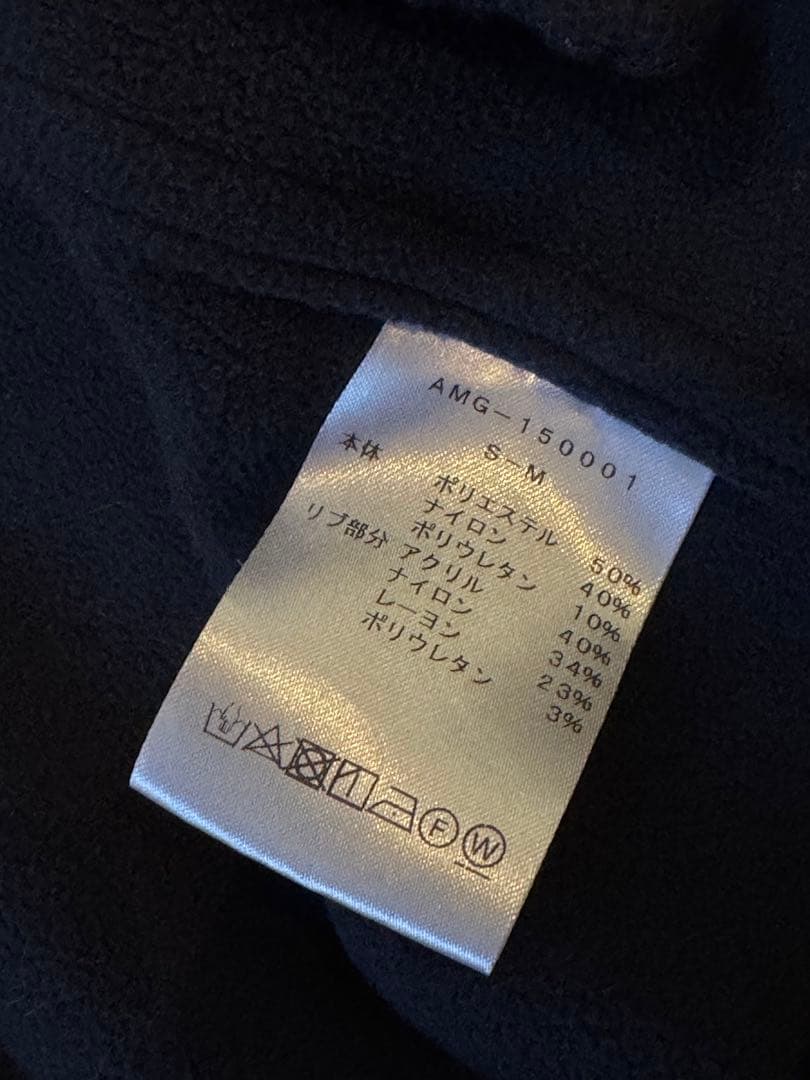 AMG-150001
S-M
本体 ポリエステル 50%
ナイロン 40%
ポリウレタン 10%
リブ部分 アクリル 40%
ナイロン 34%
レーヨン 23%
ポリウレタン 3%
F W